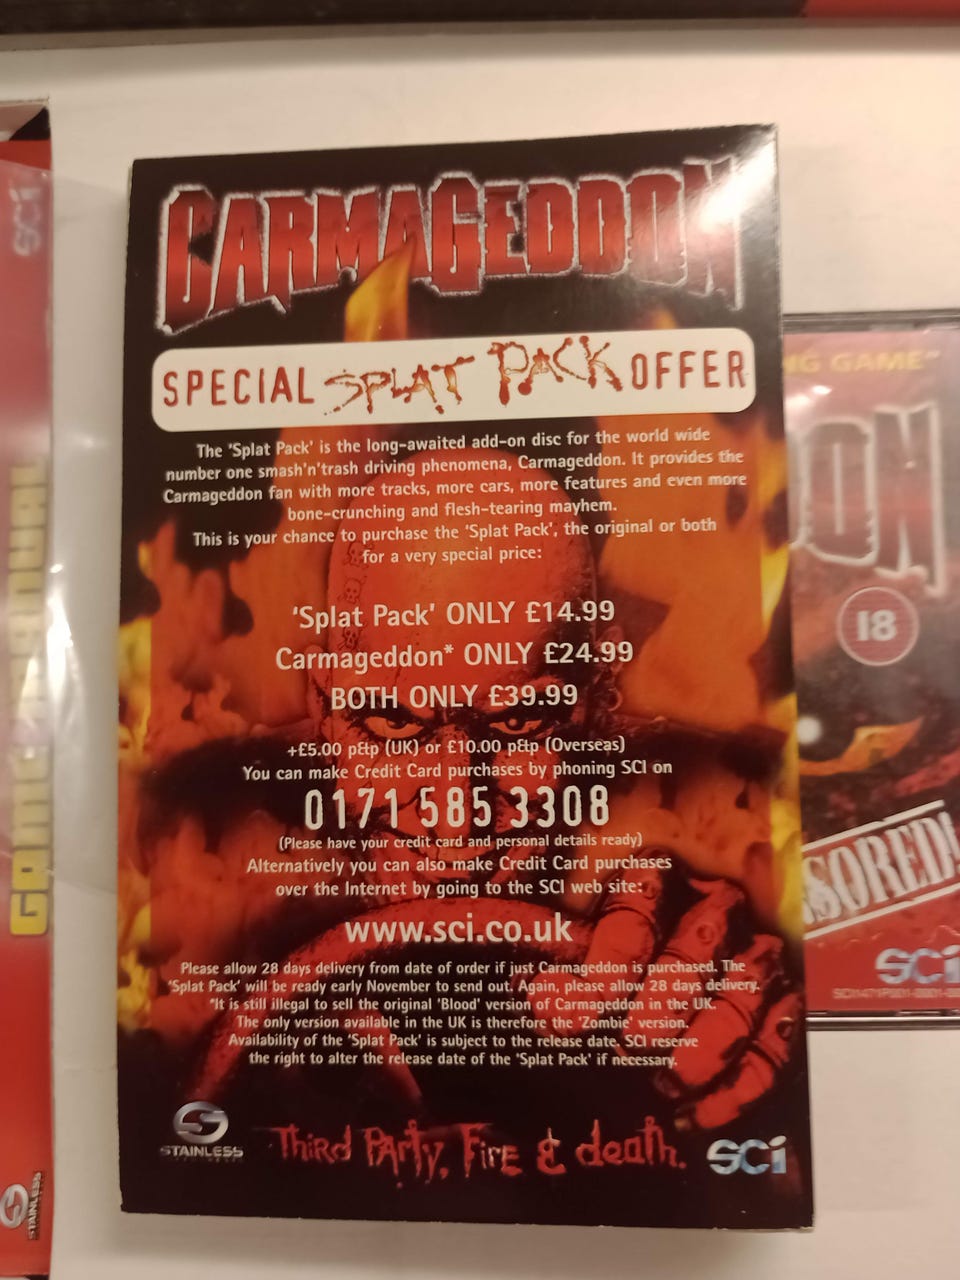 CARMAGEDDON
SPECIAL SPLAT PACK OFFER
The 'Splat Pack' is the long-awaited add-on disc for the world wide
number one smash'n'trash driving phenomena, Carmageddon. It provides the
Carmageddon fan with more tracks, more cars, more features and even more
bone-crunching and flesh-tearing mayhem.
This is your chance to purchase the 'Splat Pack', the original or both
for a very special price:
'Splat Pack' ONLY £14.99
Carmageddon* ONLY £24.99
BOTH ONLY £39.99
+£5.00 p&p (UK) or £10.00 p&p (Overseas)
You can make Credit Card purchases by phoning SCI on
0171 585 3308
(Please have your credit card and personal details ready)
Alternatively you can also make Credit Card purchases
over the Internet by going to the SCI web site:
www.sci.co.uk
Please allow 28 days delivery from date of order if just Carmageddon is purchased. The
'Splat Pack' will be ready early November to send out. Again, please allow 28 days delivery.
*It is still illegal to sell the original 'Blood' version of Carmageddon in the UK.
The only version available in the UK is therefore the 'Zombie' version.
Availability of the 'Splat Pack' is subject to the release date. SCI reserve
the right to alter the release date of the 'Splat Pack' if necessary.
STAINLESS
Third Party, Fire & death.
SCi
SCi
GAME MANUAL
STAINLESS
NG GAME"
DON
18
SORED!
SCi